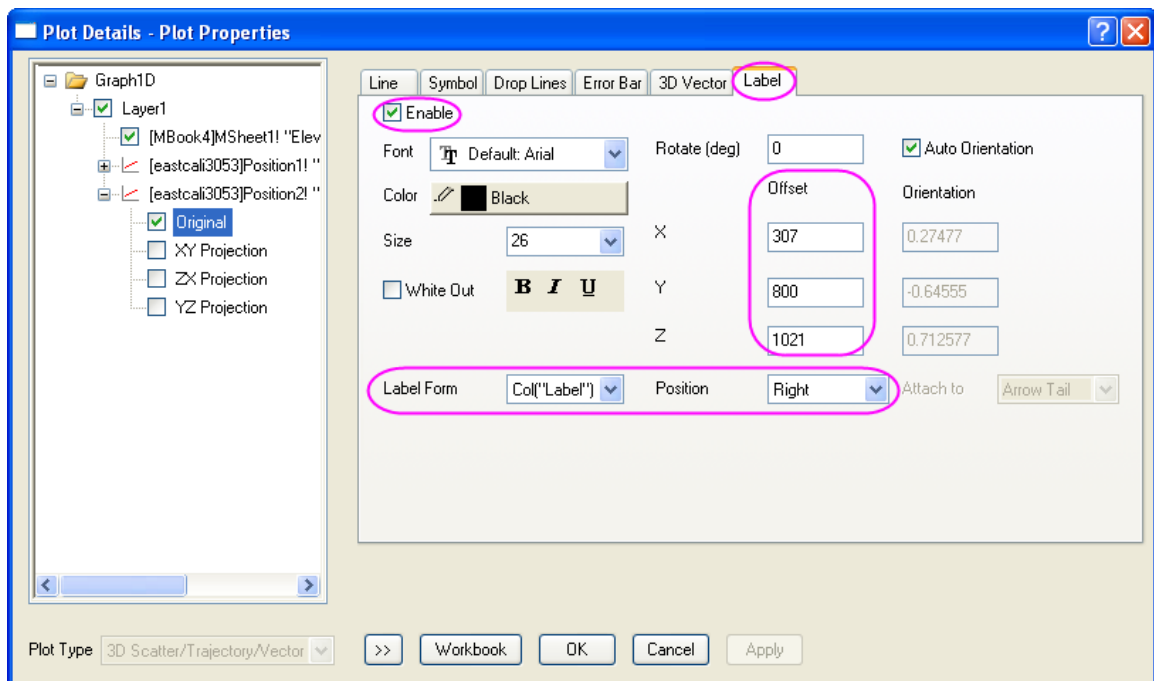 Plot Details - Plot Properties
Graph1D
Layer1
[MBook4]MSheet1! "Elev
[eastcali3053]Position1! "
[eastcali3053]Position2! "
Original
XY Projection
ZX Projection
YZ Projection
Line Symbol Drop Lines Error Bar 3D Vector Label
Enable
Font Default: Arial Rotate (deg) 0 Auto Orientation
Color Black Offset Orientation
Size 26 X 307 0.27477
White Out B I U Y 800 -0.64555
Z 1021 0.712577
Label Form Col("Label") Position Right Attach to Arrow Tail
Plot Type 3D Scatter/Trajectory/Vector >> Workbook OK Cancel Apply